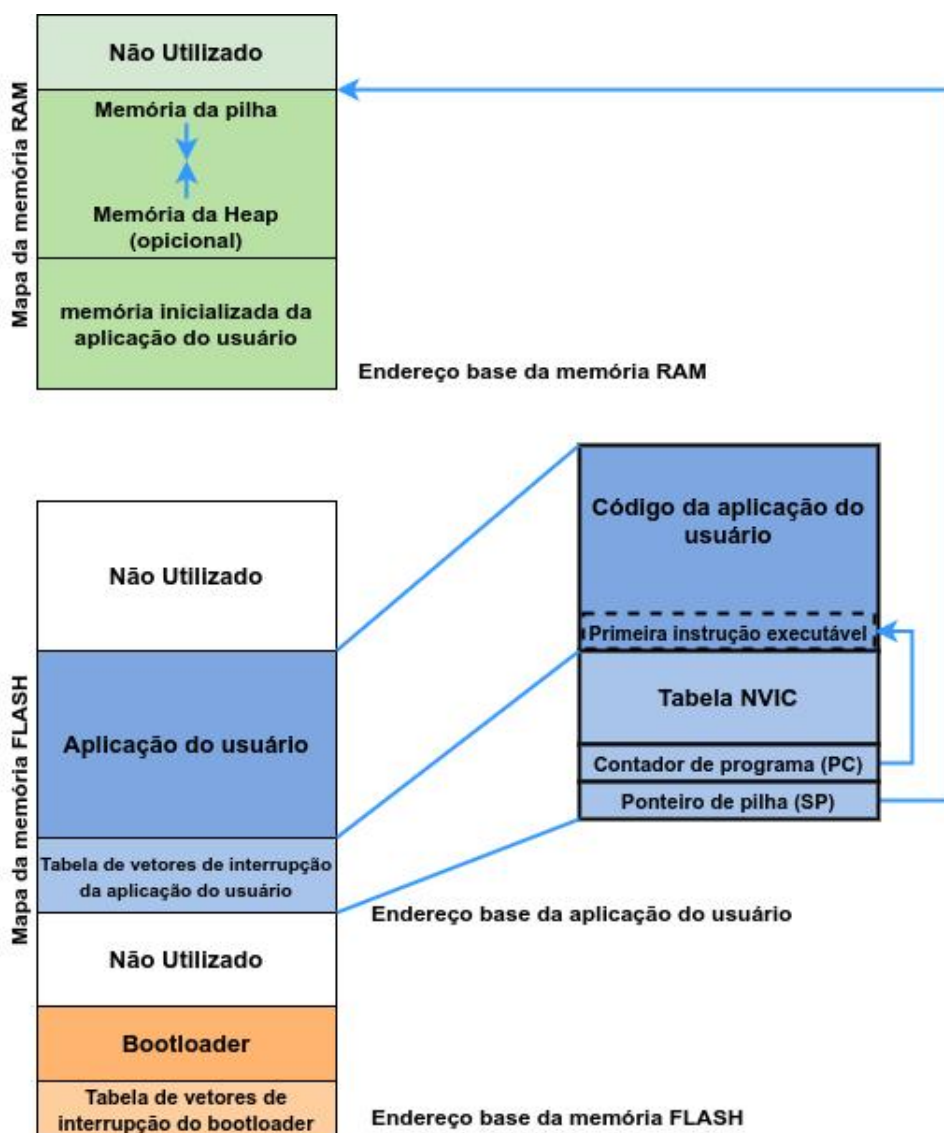 Mapa da memória RAM
Não Utilizado
Memória da pilha
Memória da Heap
(opicional)
memória inicializada da
aplicação do usuário
Endereço base da memória RAM
Mapa da memória FLASH
Não Utilizado
Aplicação do usuário
Tabela de vetores de interrupção
da aplicação do usuário
Não Utilizado
Bootloader
Tabela de vetores de
interrupção do bootloader
Código da aplicação do
usuário
Primeira instrução executável
Tabela NVIC
Contador de programa (PC)
Ponteiro de pilha (SP)
Endereço base da aplicação do usuário
Endereço base da memória FLASH